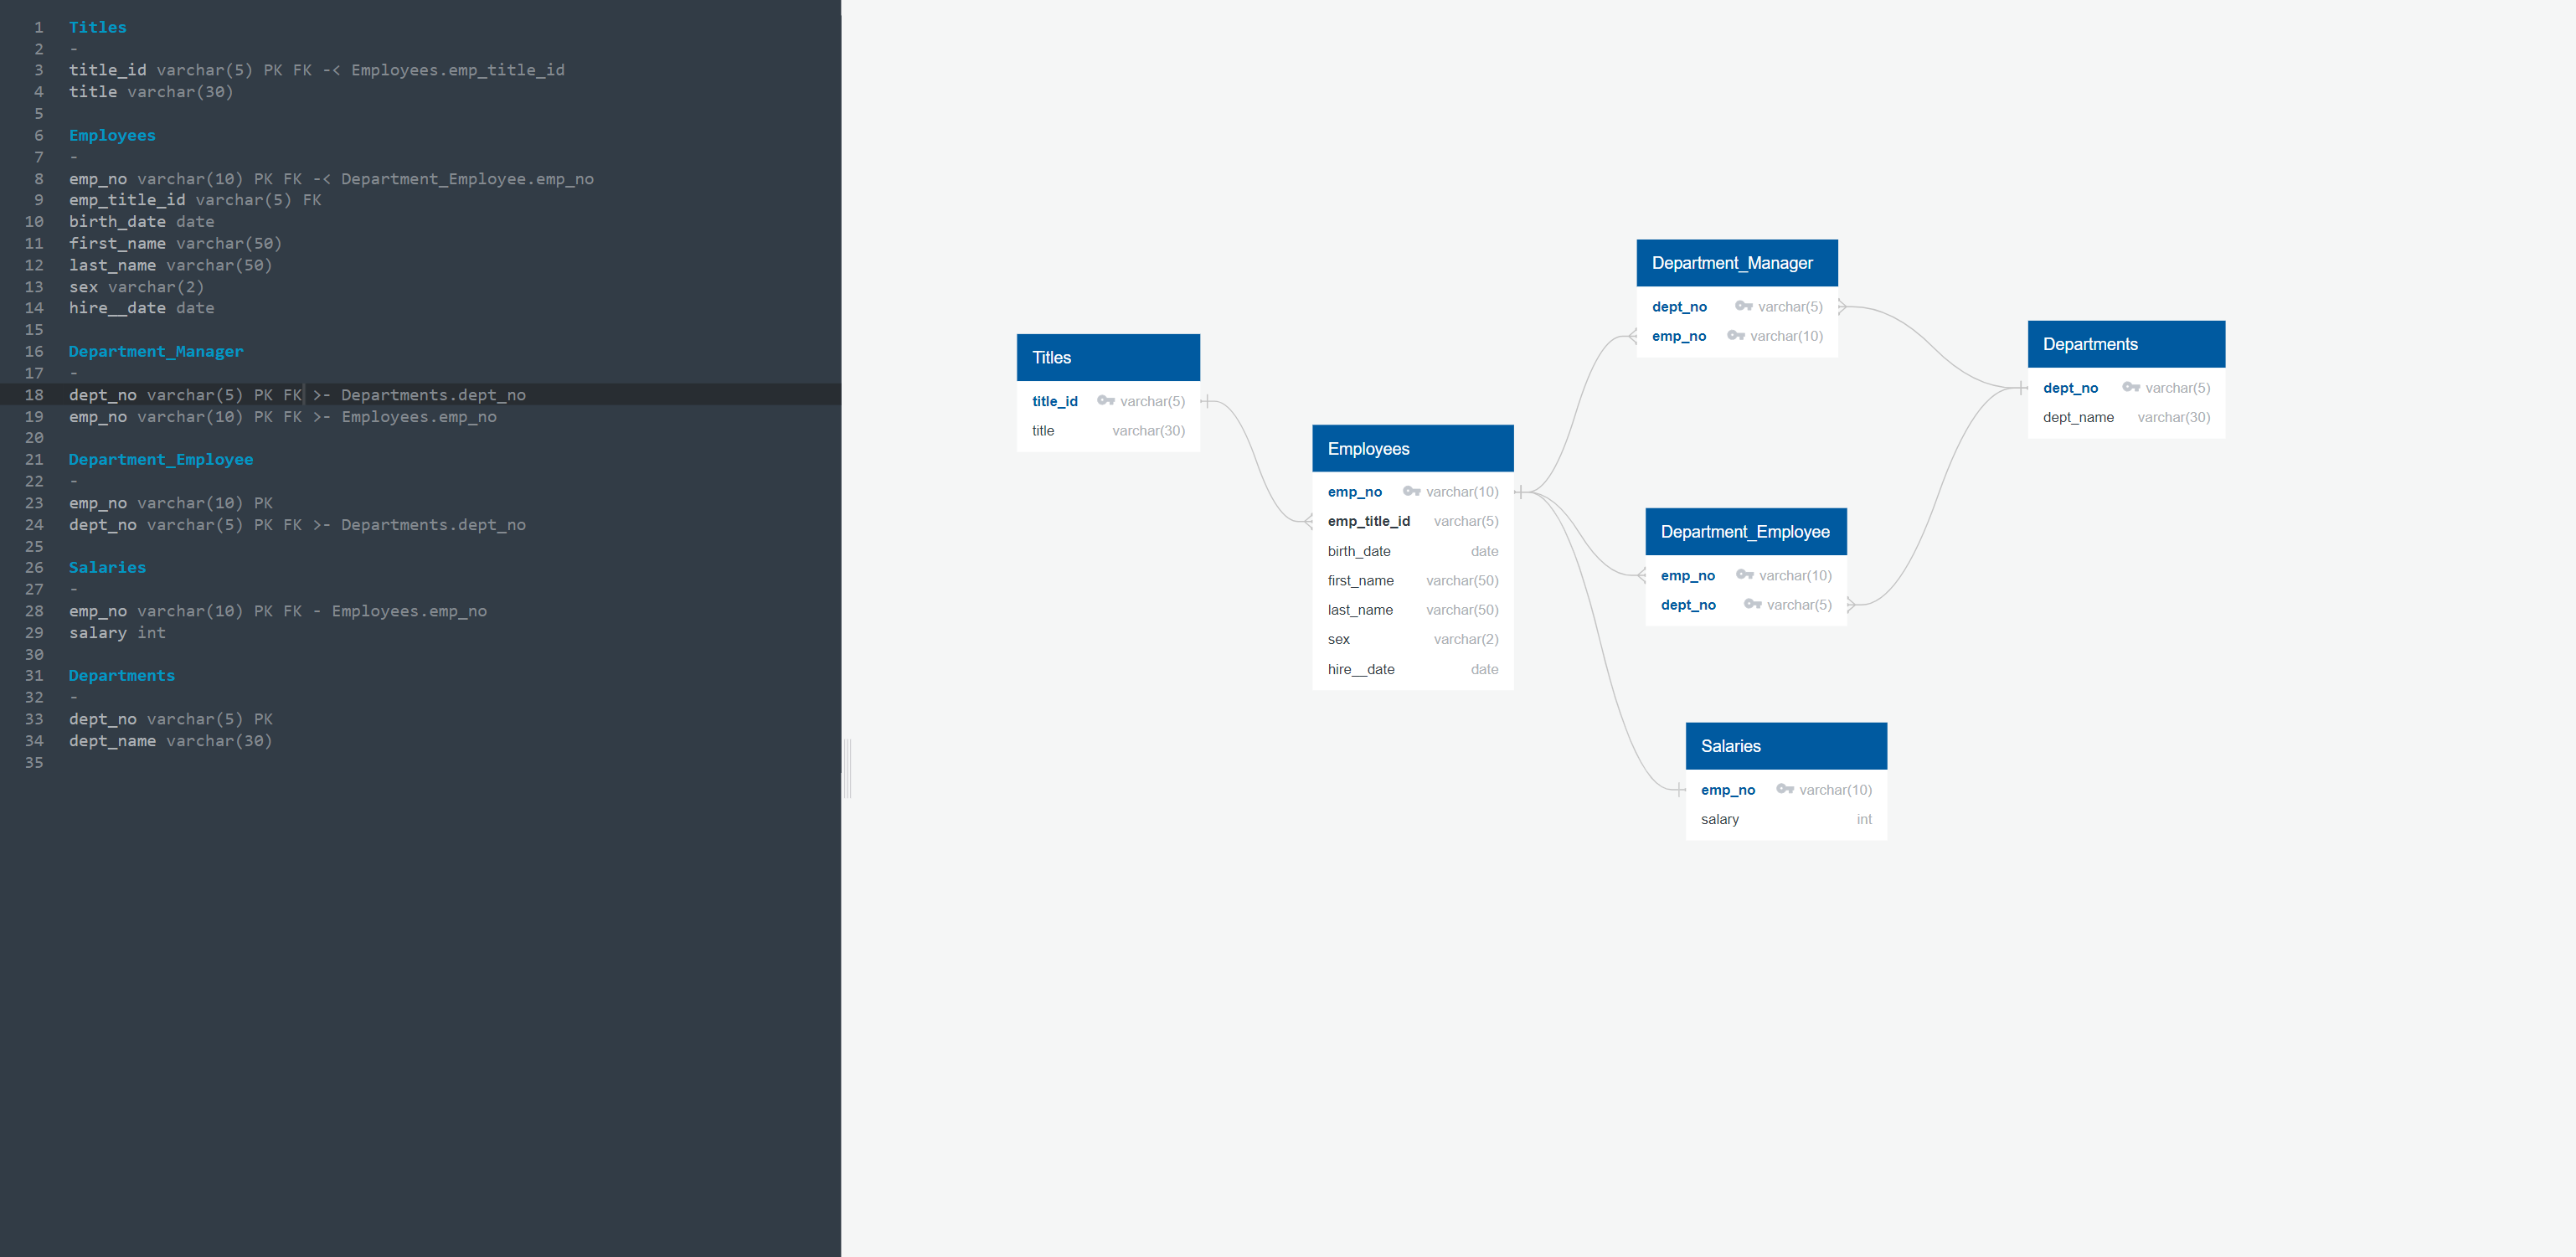 1 Titles
2 -
3 title_id varchar(5) PK FK -< Employees.emp_title_id
4 title varchar(30)
5
6 Employees
7 -
8 emp_no varchar(10) PK FK -< Department_Employee.emp_no
9 emp_title_id varchar(5) FK
10 birth_date date
11 first_name varchar(50)
12 last_name varchar(50)
13 sex varchar(2)
14 hire__date date
15
16 Department_Manager
17 -
18 dept_no varchar(5) PK FK >- Departments.dept_no
19 emp_no varchar(10) PK FK >- Employees.emp_no
20
21 Department_Employee
22 -
23 emp_no varchar(10) PK
24 dept_no varchar(5) PK FK >- Departments.dept_no
25
26 Salaries
27 -
28 emp_no varchar(10) PK FK - Employees.emp_no
29 salary int
30
31 Departments
32 -
33 dept_no varchar(5) PK
34 dept_name varchar(30)
35
Titles
title_id varchar(5)
title varchar(30)
Employees
emp_no varchar(10)
emp_title_id varchar(5)
birth_date date
first_name varchar(50)
last_name varchar(50)
sex varchar(2)
hire__date date
Department_Manager
dept_no varchar(5)
emp_no varchar(10)
Department_Employee
emp_no varchar(10)
dept_no varchar(5)
Salaries
emp_no varchar(10)
salary int
Departments
dept_no varchar(5)
dept_name varchar(30)